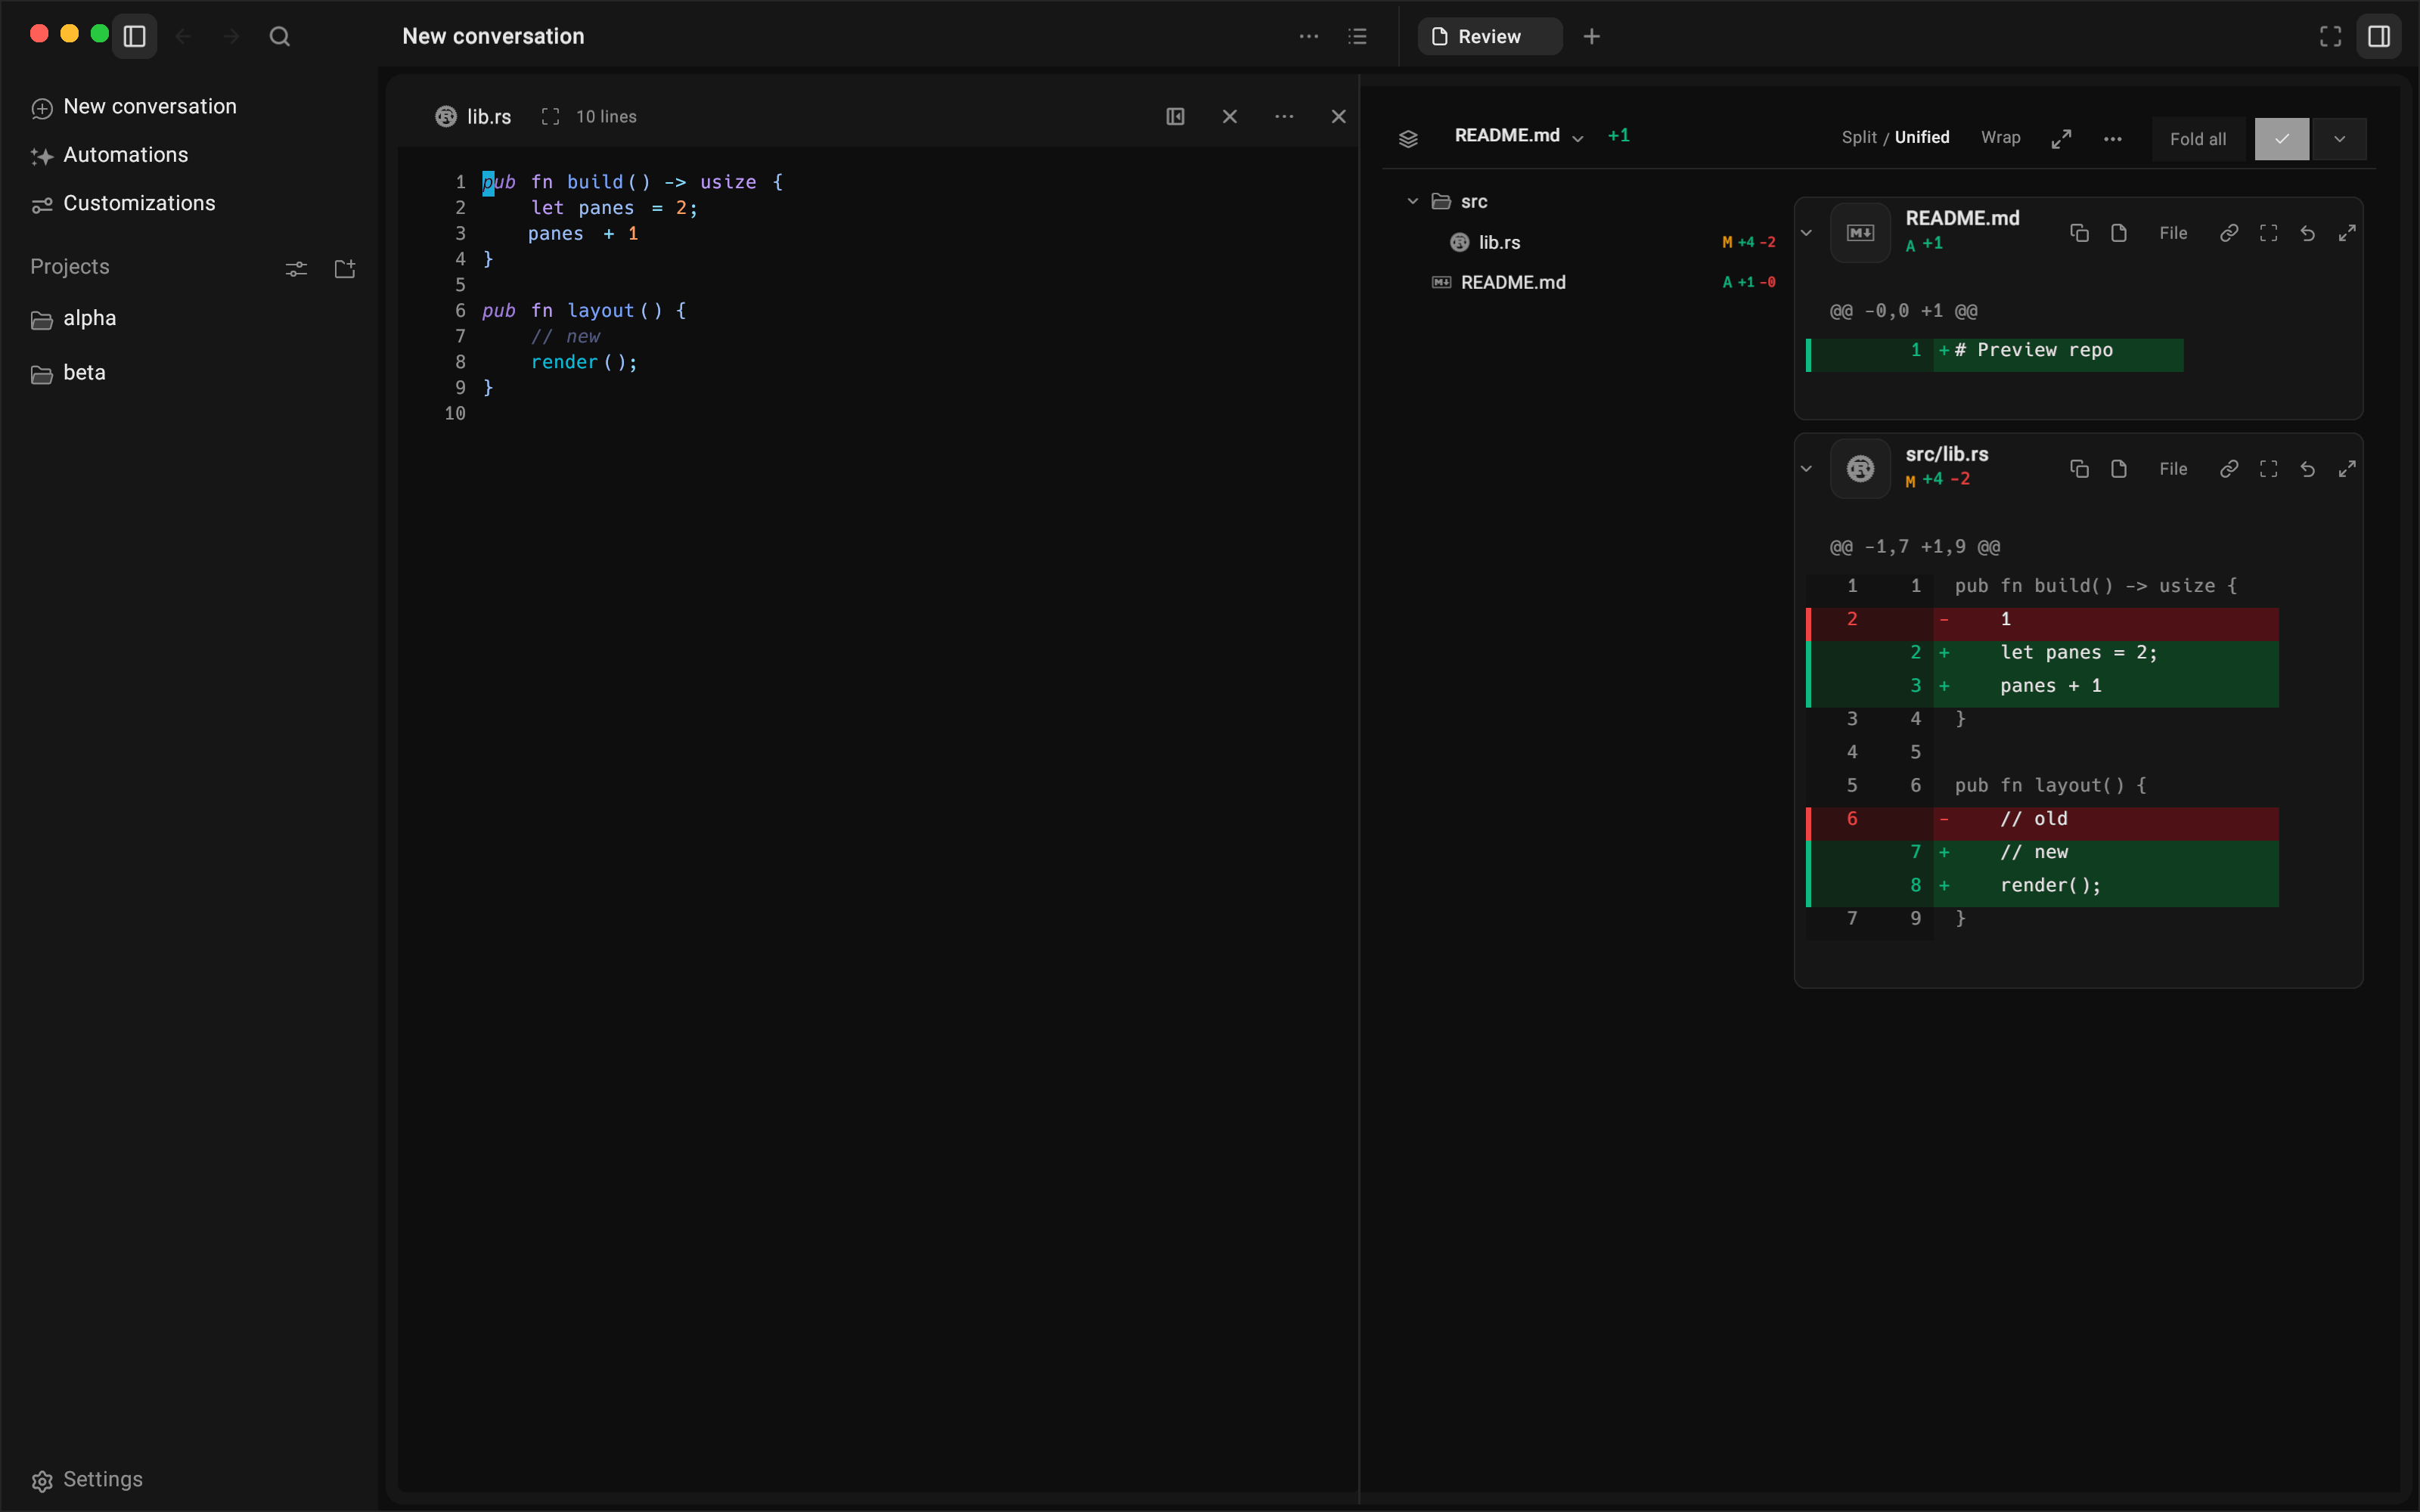 New conversation
Review
New conversation
Automations
Customizations
Projects
alpha
beta
Settings
lib.rs 10 lines
1 pub fn build() -> usize {
2     let panes = 2;
3     panes + 1
4 }
5
6 pub fn layout() {
7     // new
8     render();
9 }
10
README.md +1 Split / Unified Wrap Fold all
src
lib.rs M +4 -2
README.md A +1 -0
README.md
A +1
File
@@ -0,0 +1 @@
1 +# Preview repo
src/lib.rs
M +4 -2
File
@@ -1,7 +1,9 @@
1 1 pub fn build() -> usize {
2 -     1
2 +     let panes = 2;
3 +     panes + 1
3 4 }
4 5
5 6 pub fn layout() {
6 -     // old
7 +     // new
8 +     render();
7 9 }